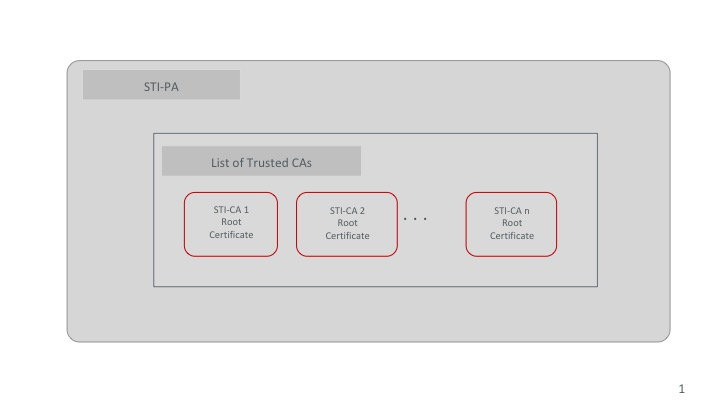 STI-PA
List of Trusted CAs
STI-CA 1
Root
Certificate
STI-CA 2
Root
Certificate
. . .
STI-CA n
Root
Certificate
1